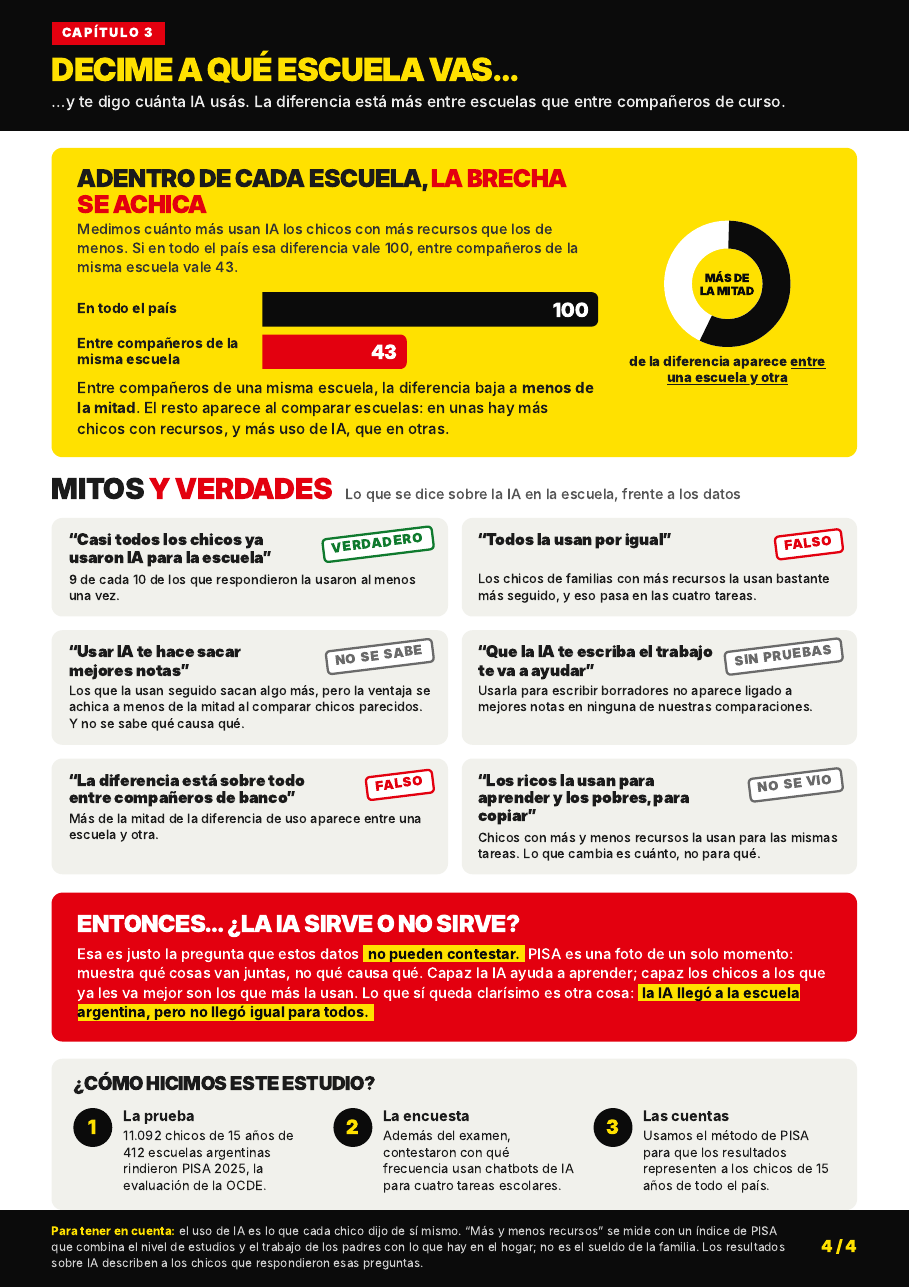 CAPÍTULO 3
DECIME A QUÉ ESCUELA VAS...
...y te digo cuánta IA usás. La diferencia está más entre escuelas que entre compañeros de curso.
ADENTRO DE CADA ESCUELA, LA BRECHA
SE ACHICA
Medimos cuánto más usan IA los chicos con más recursos que los de
menos. Si en todo el país esa diferencia vale 100, entre compañeros de la
misma escuela vale 43.
En todo el país
100
Entre compañeros de la
misma escuela
43
Entre compañeros de una misma escuela, la diferencia baja a menos de
la mitad. El resto aparece al comparar escuelas: en unas hay más
chicos con recursos, y más uso de IA, que en otras.
MÁS DE
LA MITAD
de la diferencia aparece entre
una escuela y otra
MITOS Y VERDADES
Lo que se dice sobre la IA en la escuela, frente a los datos
“Casi todos los chicos ya
usaron IA para la escuela”
VERDADERO
9 de cada 10 de los que respondieron la usaron al menos
una vez.
“Todos la usan por igual”
FALSO
Los chicos de familias con más recursos la usan bastante
más seguido, y eso pasa en las cuatro tareas.
“Usar IA te hace sacar
mejores notas”
NO SE SABE
Los que la usan seguido sacan algo más, pero la ventaja se
achica a menos de la mitad al comparar chicos parecidos.
Y no se sabe qué causa qué.
“Que la IA te escriba el trabajo
te va a ayudar”
SIN PRUEBAS
Usarla para escribir borradores no aparece ligado a
mejores notas en ninguna de nuestras comparaciones.
“La diferencia está sobre todo
entre compañeros de banco”
FALSO
Más de la mitad de la diferencia de uso aparece entre una
escuela y otra.
“Los ricos la usan para
aprender y los pobres, para
copiar”
NO SE VIO
Chicos con más y menos recursos la usan para las mismas
tareas. Lo que cambia es cuánto, no para qué.
ENTONCES... ¿LA IA SIRVE O NO SIRVE?
Esa es justo la pregunta que estos datos no pueden contestar. PISA es una foto de un solo momento:
muestra qué cosas van juntas, no qué causa qué. Capaz la IA ayuda a aprender; capaz los chicos a los que
ya les va mejor son los que más la usan. Lo que sí queda clarísimo es otra cosa: la IA llegó a la escuela
argentina, pero no llegó igual para todos.
¿CÓMO HICIMOS ESTE ESTUDIO?
1
La prueba
11.092 chicos de 15 años de
412 escuelas argentinas
rindieron PISA 2025, la
evaluación de la OCDE.
2
La encuesta
Además del examen,
contestaron con qué
frecuencia usan chatbots de IA
para cuatro tareas escolares.
3
Las cuentas
Usamos el método de PISA
para que los resultados
representen a los chicos de 15
años de todo el país.
Para tener en cuenta: el uso de IA es lo que cada chico dijo de sí mismo. “Más y menos recursos” se mide con un índice de PISA
que combina el nivel de estudios y el trabajo de los padres con lo que hay en el hogar; no es el sueldo de la familia. Los resultados
sobre IA describen a los chicos que respondieron esas preguntas.
4 / 4